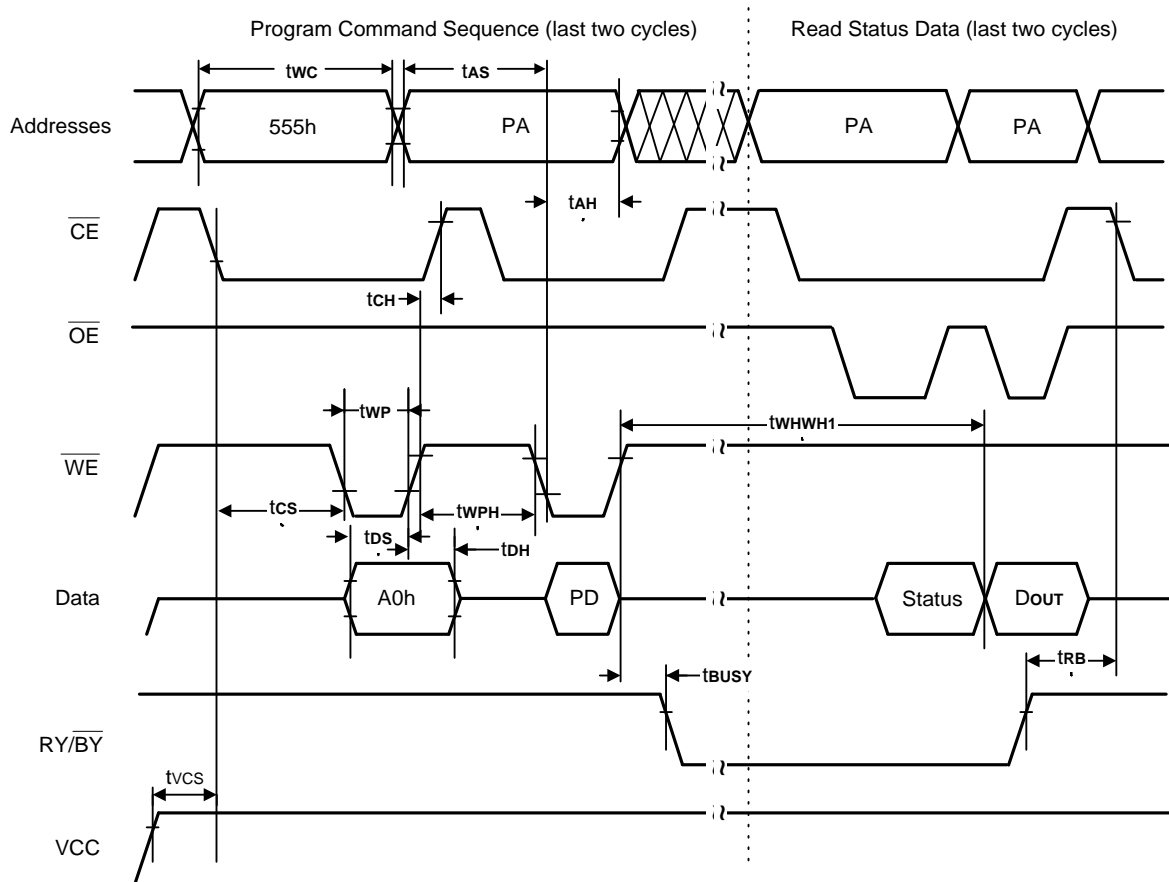 Program Command Sequence (last two cycles)
Read Status Data (last two cycles)
tWC
tAS
Addresses
555h
PA
PA
PA
tAH
CE
tCH
OE
tWP
tWHWH1
WE
tCS
tWPH
tDS
tDH
Data
A0h
PD
Status
DOUT
tBUSY
tRB
RY/BY
tVCS
VCC